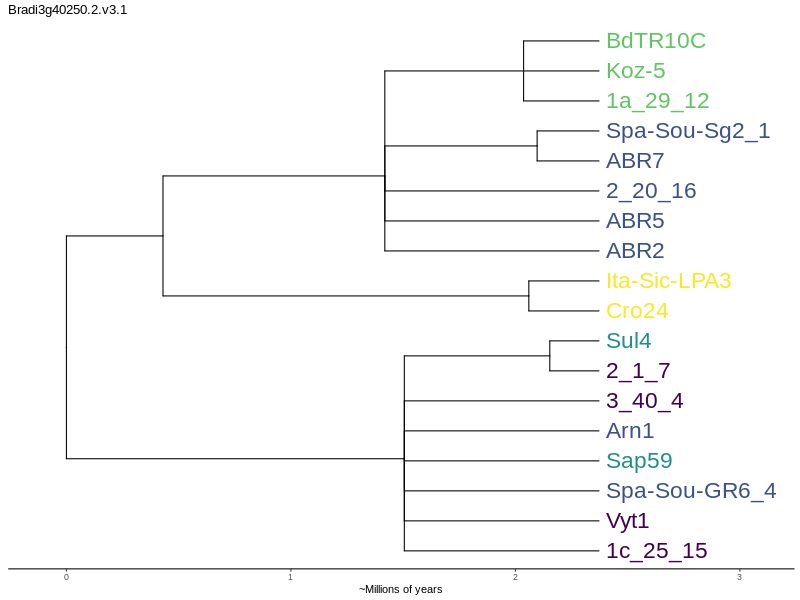 Bradi3g40250.2.v3.1
BdTR10C
Koz-5
1a_29_12
Spa-Sou-Sg2_1
ABR7
2_20_16
ABR5
ABR2
Ita-Sic-LPA3
Cro24
Sul4
2_1_7
3_40_4
Arn1
Sap59
Spa-Sou-GR6_4
Vyt1
1c_25_15
0 1 2 3
~Millions of years